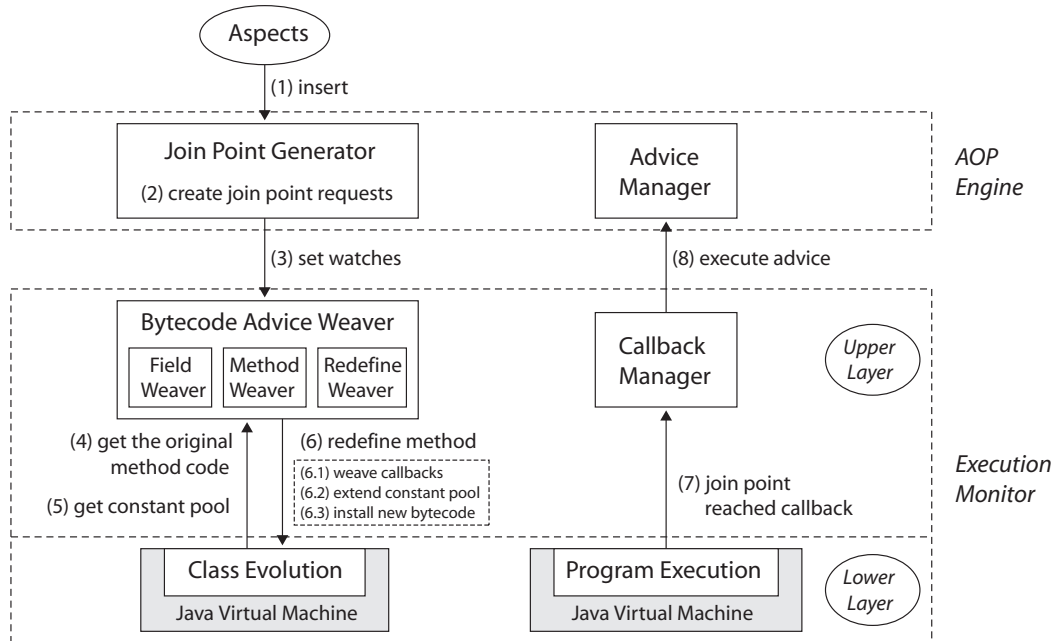 Aspects
(1) insert
Join Point Generator
(2) create join point requests
Advice
Manager
AOP
Engine
(3) set watches
(8) execute advice
Bytecode Advice Weaver
Field
Weaver
Method
Weaver
Redefine
Weaver
Callback
Manager
Upper
Layer
(4) get the original
method code
(5) get constant pool
(6) redefine method
(6.1) weave callbacks
(6.2) extend constant pool
(6.3) install new bytecode
(7) join point
reached callback
Execution
Monitor
Class Evolution
Java Virtual Machine
Program Execution
Java Virtual Machine
Lower
Layer